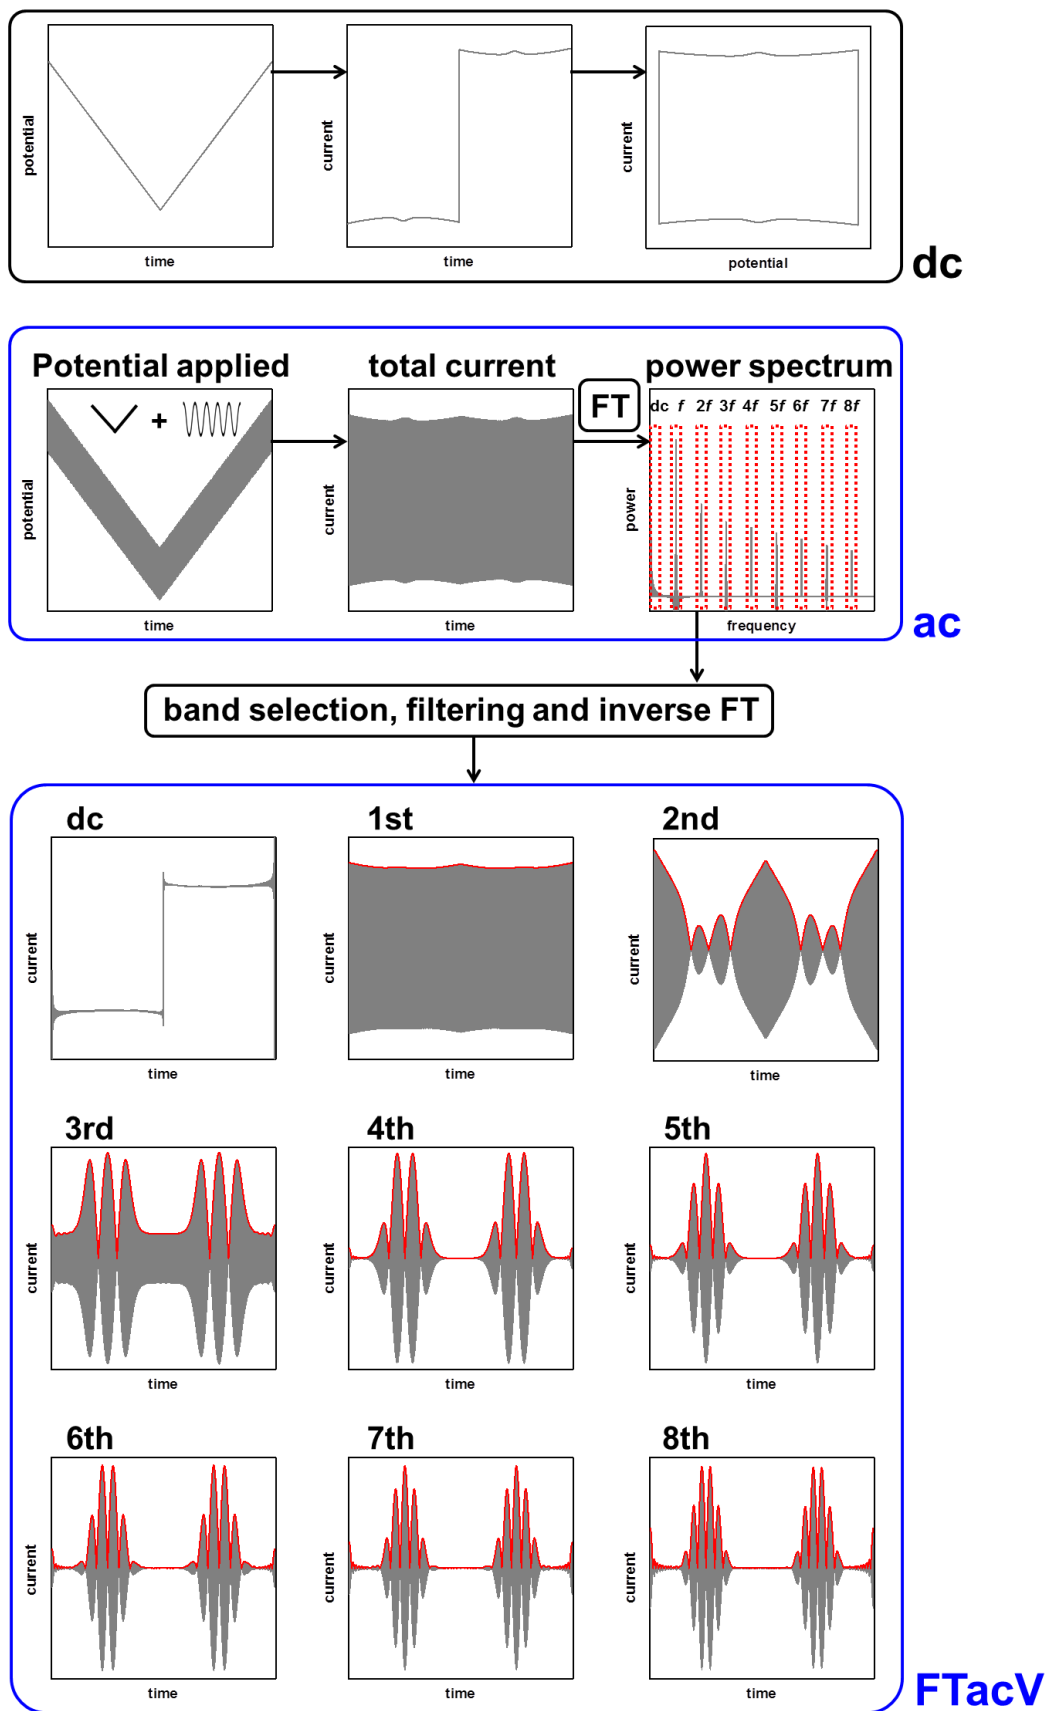 potential
time
current
time
current
potential
dc
Potential applied
total current
power spectrum
FT
+
dc f 2f 3f 4f 5f 6f 7f 8f
potential
time
current
time
power
frequency
ac
band selection, filtering and inverse FT
dc
1st
2nd
current
time
current
time
current
time
3rd
4th
5th
current
time
current
time
current
time
6th
7th
8th
current
time
current
time
current
time
FTacV